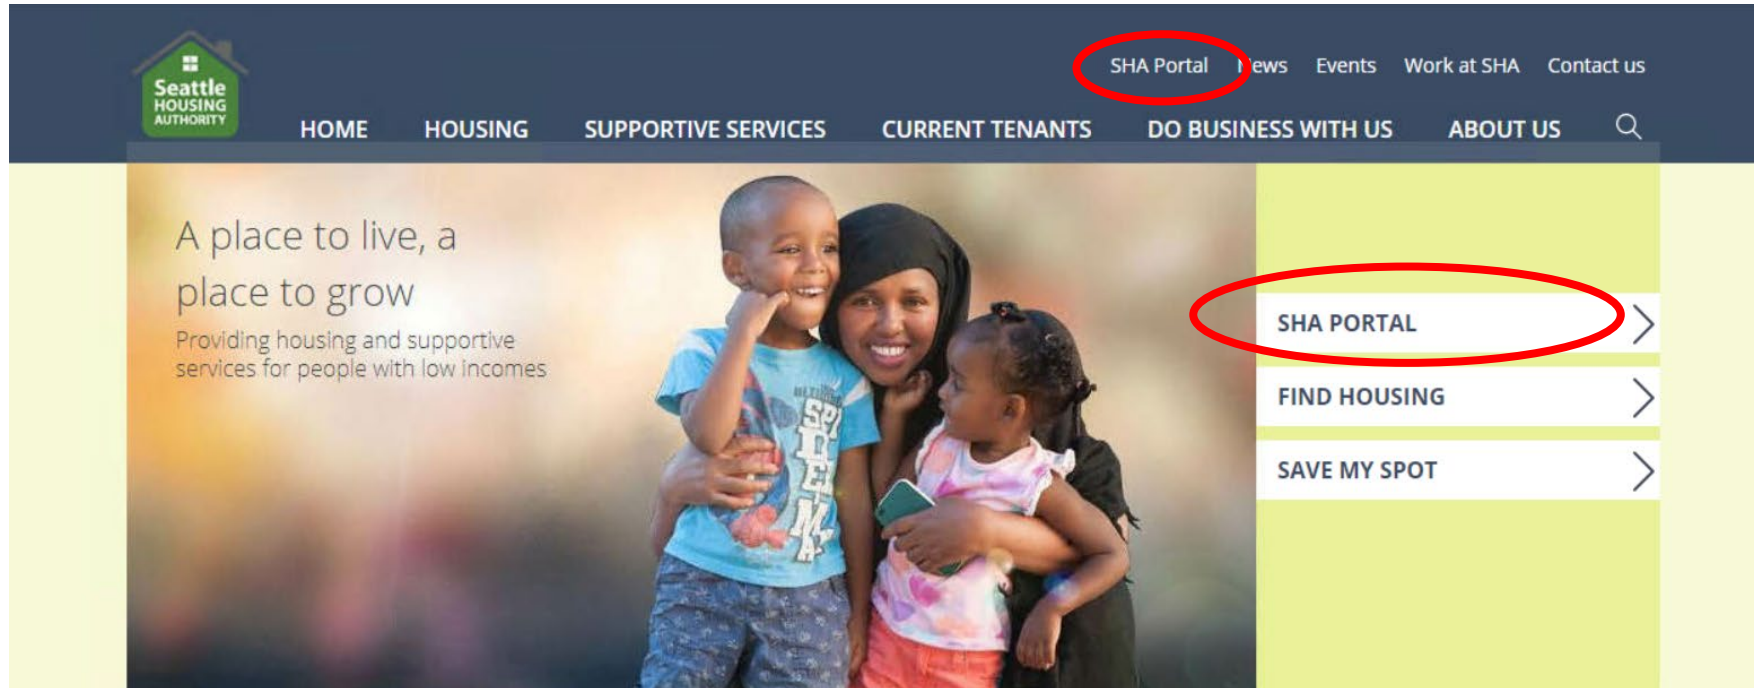 Seattle
HOUSING
AUTHORITY
SHA Portal News Events Work at SHA Contact us
HOME HOUSING SUPPORTIVE SERVICES CURRENT TENANTS DO BUSINESS WITH US ABOUT US
A place to live, a
place to grow
Providing housing and supportive
services for people with low incomes
SHA PORTAL
FIND HOUSING
SAVE MY SPOT